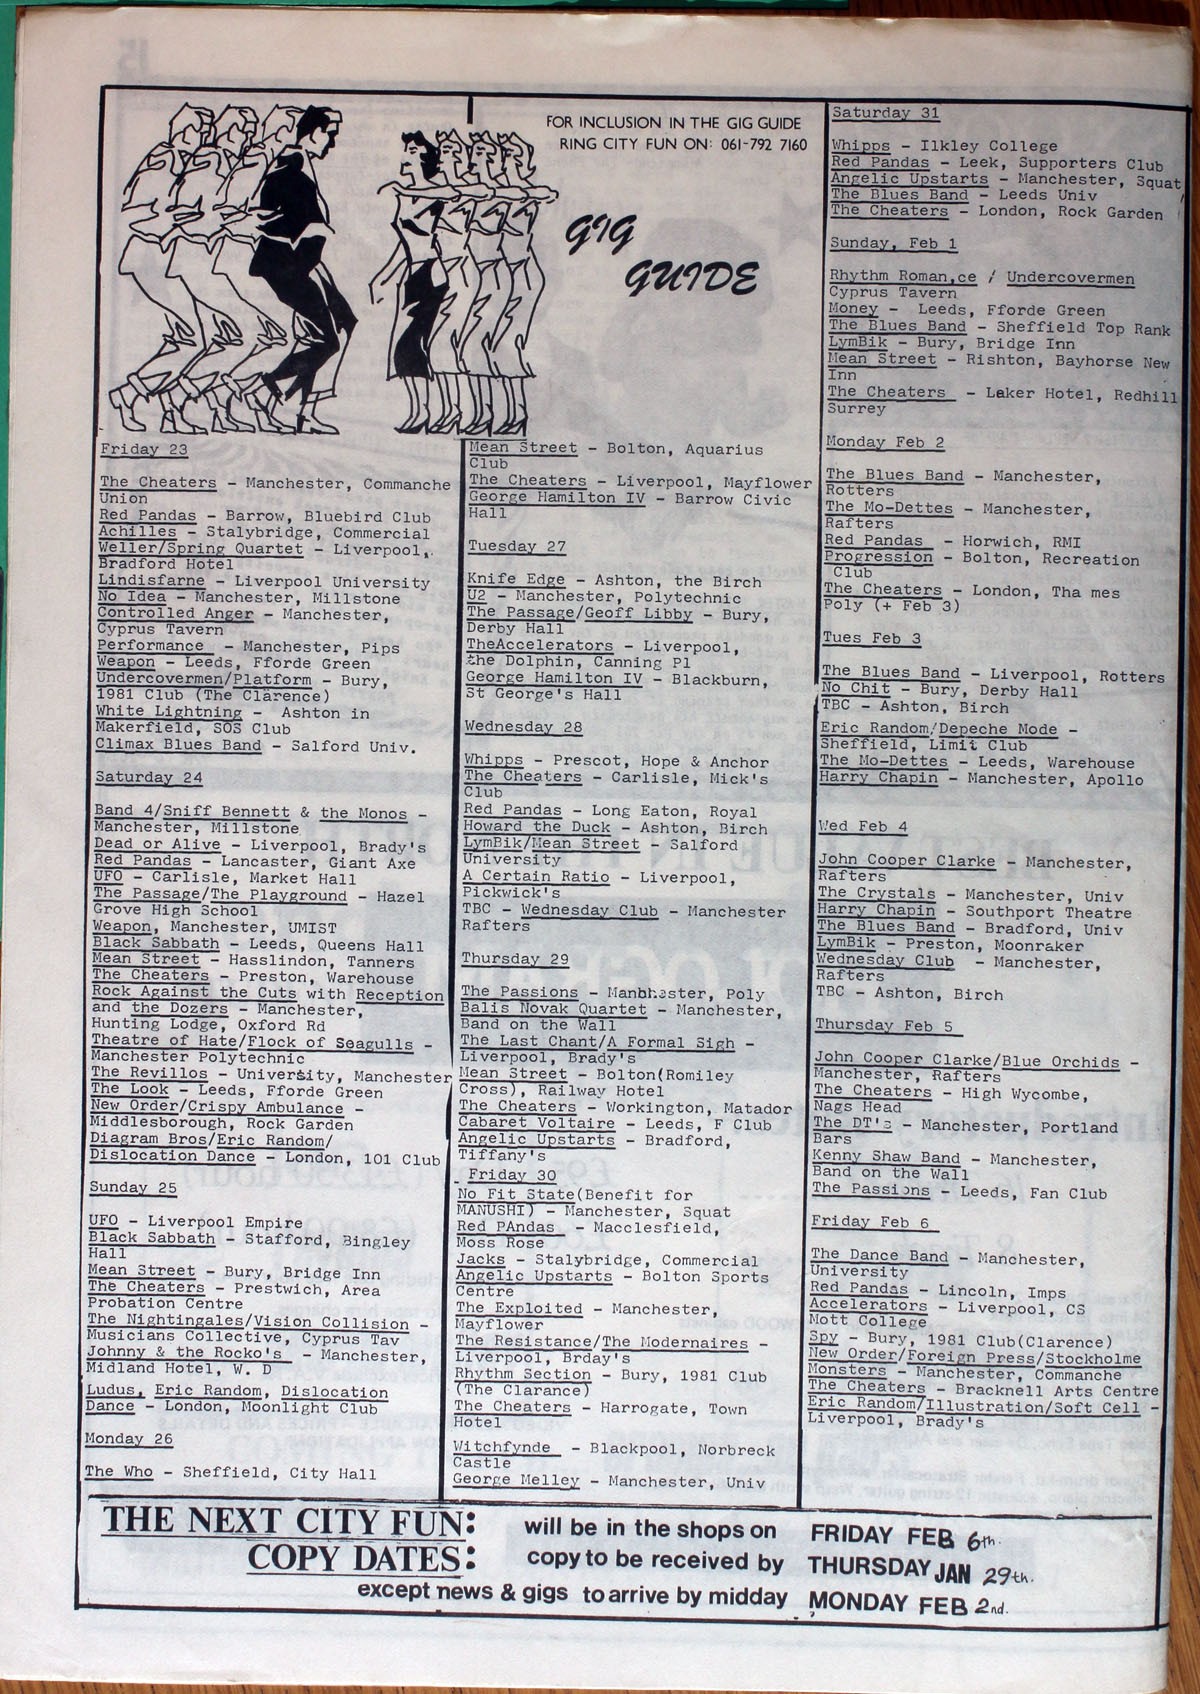 FOR INCLUSION IN THE GIG GUIDE
RING CITY FUN ON: 061-792 7160
GIG
GUIDE
Friday 23
The Cheaters - Manchester, Commanche
Union
Red Pandas - Barrow, Bluebird Club
Achilles - Stalybridge, Commercial
Weller/Spring Quartet - Liverpool,
Bradford Hotel
Lindisfarne - Liverpool University
No Idea - Manchester, Millstone
Controlled Anger - Manchester,
Cyprus Tavern
Performance - Manchester, Pips
Weapon - Leeds, Fforde Green
Undercovermen/Platform - Bury,
1981 Club (The Clarence)
White Lightning - Ashton in
Makerfield, SOS Club
Climax Blues Band - Salford Univ.
Saturday 24
Band 4/Sniff Bennett & the Monos -
Manchester, Millstone
Dead or Alive - Liverpool, Brady's
Red Pandas - Lancaster, Giant Axe
UFO - Carlisle, Market Hall
The Passage/The Playground - Hazel
Grove High School
Weapon, Manchester, UMIST
Black Sabbath - Leeds, Queens Hall
Mean Street - Hasslindon, Tanners
The Cheaters - Preston, Warehouse
Rock Against the Cuts with Reception
and the Dozers - Manchester,
Hunting Lodge, Oxford Rd
Theatre of Hate/Flock of Seagulls -
Manchester Polytechnic
The Revillos - University, Manchester
The Look - Leeds, Fforde Green
New Order/Crispy Ambulance -
Middlesborough, Rock Garden
Diagram Bros/Eric Random/
Dislocation Dance - London, 101 Club
Sunday 25
UFO - Liverpool Empire
Black Sabbath - Stafford, Bingley
Hall
Mean Street - Bury, Bridge Inn
The Cheaters - Prestwich, Area
Probation Centre
The Nightingales/Vision Collision -
Musicians Collective, Cyprus Tav
Johnny & the Rocko's - Manchester,
Midland Hotel, W. D
Ludus, Eric Random, Dislocation
Dance - London, Moonlight Club
Monday 26
The Who - Sheffield, City Hall
Mean Street - Bolton, Aquarius
Club
The Cheaters - Liverpool, Mayflower
George Hamilton IV - Barrow Civic
Hall
Tuesday 27
Knife Edge - Ashton, the Birch
U2 - Manchester, Polytechnic
The Passage/Geoff Libby - Bury,
Derby Hall
TheAccelerators - Liverpool,
the Dolphin, Canning Pl
George Hamilton IV - Blackburn,
St George's Hall
Wednesday 28
Whipps - Prescot, Hope & Anchor
The Cheaters - Carlisle, Mick's
Club
Red Pandas - Long Eaton, Royal
Howard the Duck - Ashton, Birch
LymBik/Mean Street - Salford
University
A Certain Ratio - Liverpool,
Pickwick's
TBC - Wednesday Club - Manchester
Rafters
Thursday 29
The Passions - Manbhester, Poly
Balis Novak Quartet - Manchester,
Band on the Wall
The Last Chant/A Formal Sigh -
Liverpool, Brady's
Mean Street - Bolton(Romiley
Cross), Railway Hotel
The Cheaters - Workington, Matador
Cabaret Voltaire - Leeds, F Club
Angelic Upstarts - Bradford,
Tiffany's
Friday 30
No Fit State(Benefit for
MANUSHI) - Manchester, Squat
Red PAndas - Macclesfield,
Moss Rose
Jacks - Stalybridge, Commercial
Angelic Upstarts - Bolton Sports
Centre
The Exploited - Manchester,
Mayflower
The Resistance/The Modernaires -
Liverpool, Brday's
Rhythm Section - Bury, 1981 Club
(The Clarance)
The Cheaters - Harrogate, Town
Hotel
Witchfynde - Blackpool, Norbreck
Castle
George Melley - Manchester, Univ
Saturday 31
Whipps - Ilkley College
Red Pandas - Leek, Supporters Club
Angelic Upstarts - Manchester, Squat
The Blues Band - Leeds Univ
The Cheaters - London, Rock Garden
Sunday, Feb 1
Rhythm Roman,ce / Undercovermen
Cyprus Tavern
Money - Leeds, Fforde Green
The Blues Band - Sheffield Top Rank
LymBik - Bury, Bridge Inn
Mean Street - Rishton, Bayhorse New
Inn
The Cheaters - Laker Hotel, Redhill
Surrey
Monday Feb 2
The Blues Band - Manchester,
Rotters
The Mo-Dettes - Manchester,
Rafters
Red Pandas - Horwich, RMI
Progression - Bolton, Recreation
Club
The Cheaters - London, Tha mes
Poly (+ Feb 3)
Tues Feb 3
The Blues Band - Liverpool, Rotters
No Chit - Bury, Derby Hall
TBC - Ashton, Birch
Eric Random/Depeche Mode -
Sheffield, Limit Club
The Mo-Dettes - Leeds, Warehouse
Harry Chapin - Manchester, Apollo
Wed Feb 4
John Cooper Clarke - Manchester,
Rafters
The Crystals - Manchester, Univ
Harry Chapin - Southport Theatre
The Blues Band - Bradford, Univ
LymBik - Preston, Moonraker
Wednesday Club - Manchester,
Rafters
TBC - Ashton, Birch
Thursday Feb 5
John Cooper Clarke/Blue Orchids -
Manchester, Rafters
The Cheaters - High Wycombe,
Nags Head
The DT's - Manchester, Portland
Bars
Kenny Shaw Band - Manchester,
Band on the Wall
The Passions - Leeds, Fan Club
Friday Feb 6
The Dance Band - Manchester,
University
Red Pandas - Lincoln, Imps
Accelerators - Liverpool, CS
Mott College
Spy - Bury, 1981 Club(Clarence)
New Order/Foreign Press/Stockholme
Monsters - Manchester, Commanche
The Cheaters - Bracknell Arts Centre
Eric Random/Illustration/Soft Cell -
Liverpool, Brady's
THE NEXT CITY FUN: will be in the shops on FRIDAY FEB 6th.
COPY DATES: copy to be received by THURSDAY JAN 29th.
except news & gigs to arrive by midday MONDAY FEB 2nd.